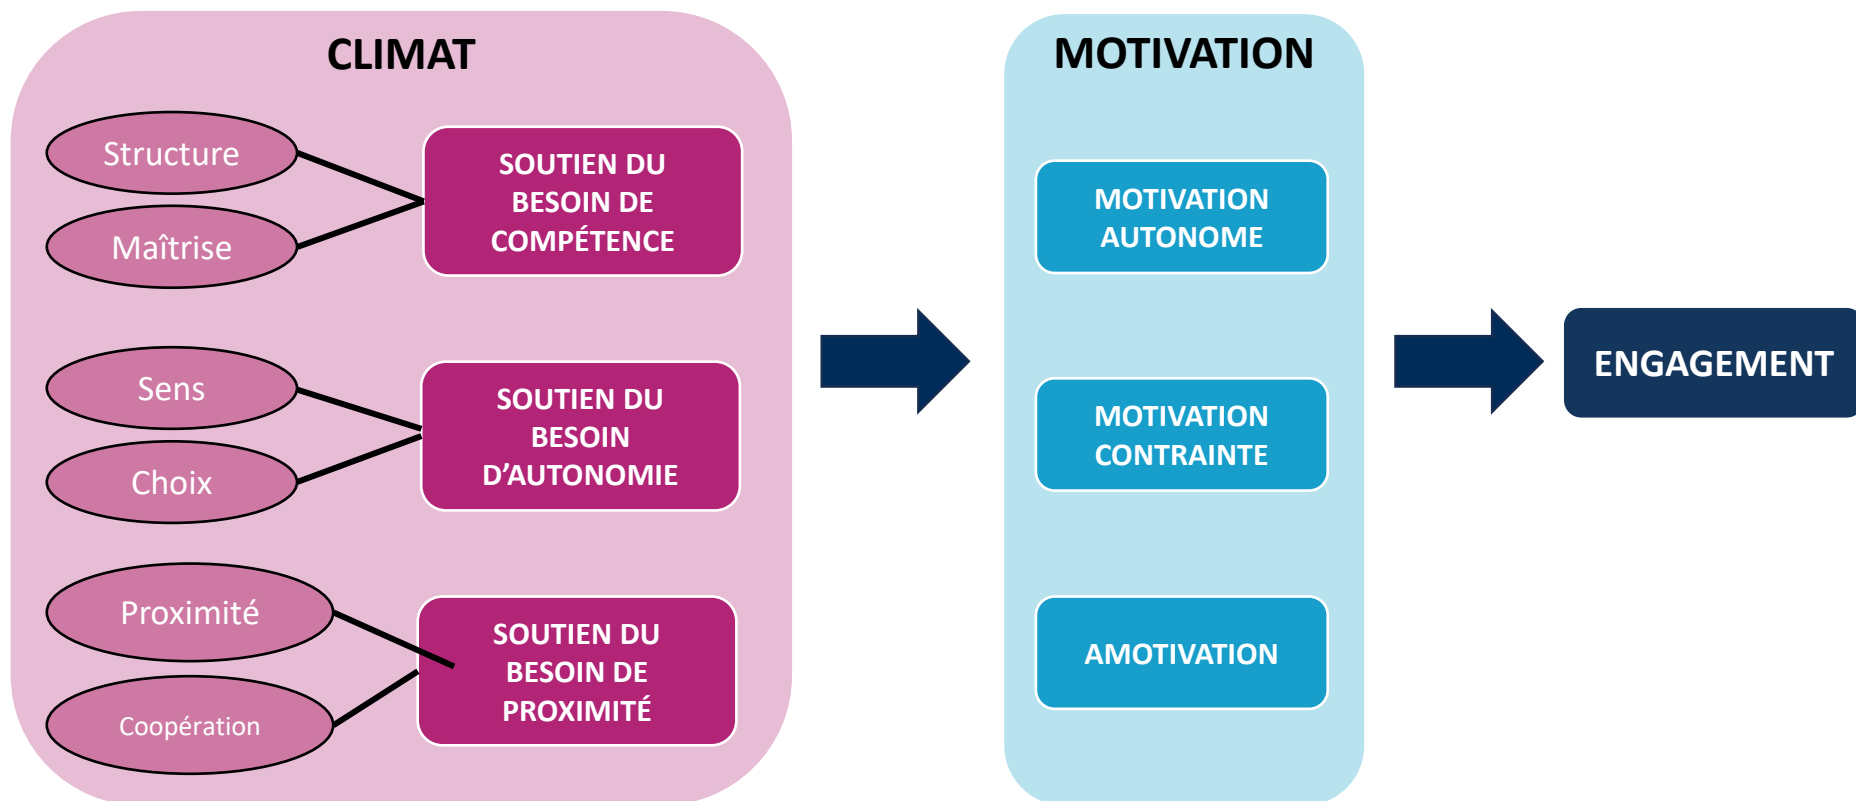 CLIMAT
Structure
Maîtrise
SOUTIEN DU
BESOIN DE
COMPÉTENCE
Sens
Choix
SOUTIEN DU
BESOIN
D’AUTONOMIE
Proximité
Coopération
SOUTIEN DU
BESOIN DE
PROXIMITÉ
MOTIVATION
MOTIVATION
AUTONOME
MOTIVATION
CONTRAINTE
AMOTIVATION
ENGAGEMENT